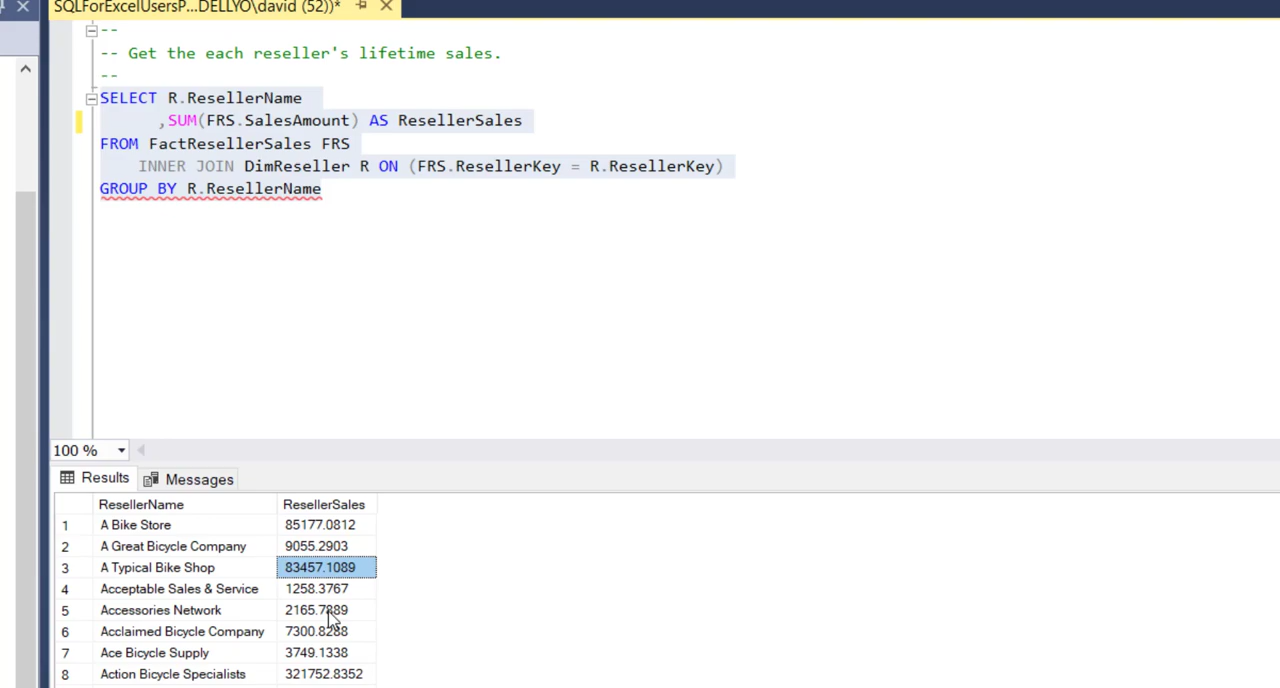 SQLForExcelUsersP...DELLYO\david (52))*
--
-- Get the each reseller's lifetime sales.
--
SELECT R.ResellerName
,SUM(FRS.SalesAmount) AS ResellerSales
FROM FactResellerSales FRS
INNER JOIN DimReseller R ON (FRS.ResellerKey = R.ResellerKey)
GROUP BY R.ResellerName
100 %
Results Messages
ResellerName ResellerSales
1 A Bike Store 85177.0812
2 A Great Bicycle Company 9055.2903
3 A Typical Bike Shop 83457.1089
4 Acceptable Sales & Service 1258.3767
5 Accessories Network 2165.7889
6 Acclaimed Bicycle Company 7300.8288
7 Ace Bicycle Supply 3749.1338
8 Action Bicycle Specialists 321752.8352